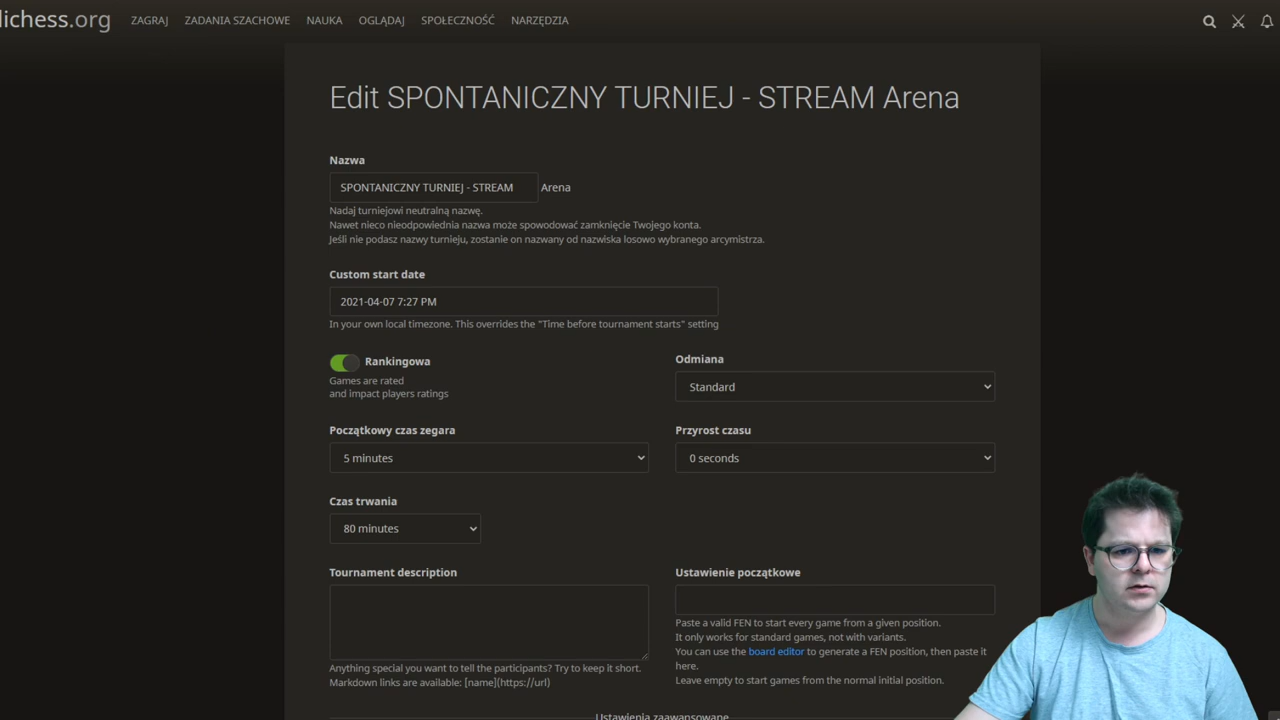 lichess.org ZAGRAJ ZADANIA SZACHOWE NAUKA OGLĄDAJ SPOŁECZNOŚĆ NARZĘDZIA
Edit SPONTANICZNY TURNIEJ - STREAM Arena
Nazwa
SPONTANICZNY TURNIEJ - STREAM Arena
Nadaj turniejowi neutralną nazwę.
Nawet nieco nieodpowiednia nazwa może spowodować zamknięcie Twojego konta.
Jeśli nie podasz nazwy turnieju, zostanie on nazwany od nazwiska losowo wybranego arcymistrza.
Custom start date
2021-04-07 7:27 PM
In your own local timezone. This overrides the "Time before tournament starts" setting
Rankingowa
Games are rated
and impact players ratings
Odmiana
Standard
Początkowy czas zegara
5 minutes
Przyrost czasu
0 seconds
Czas trwania
80 minutes
Tournament description
Anything special you want to tell the participants? Try to keep it short.
Markdown links are available: [name](https://url)
Ustawienie początkowe
Paste a valid FEN to start every game from a given position.
It only works for standard games, not with variants.
You can use the board editor to generate a FEN position, then paste it
here.
Leave empty to start games from the normal initial position.
Ustawienia zaawansowane